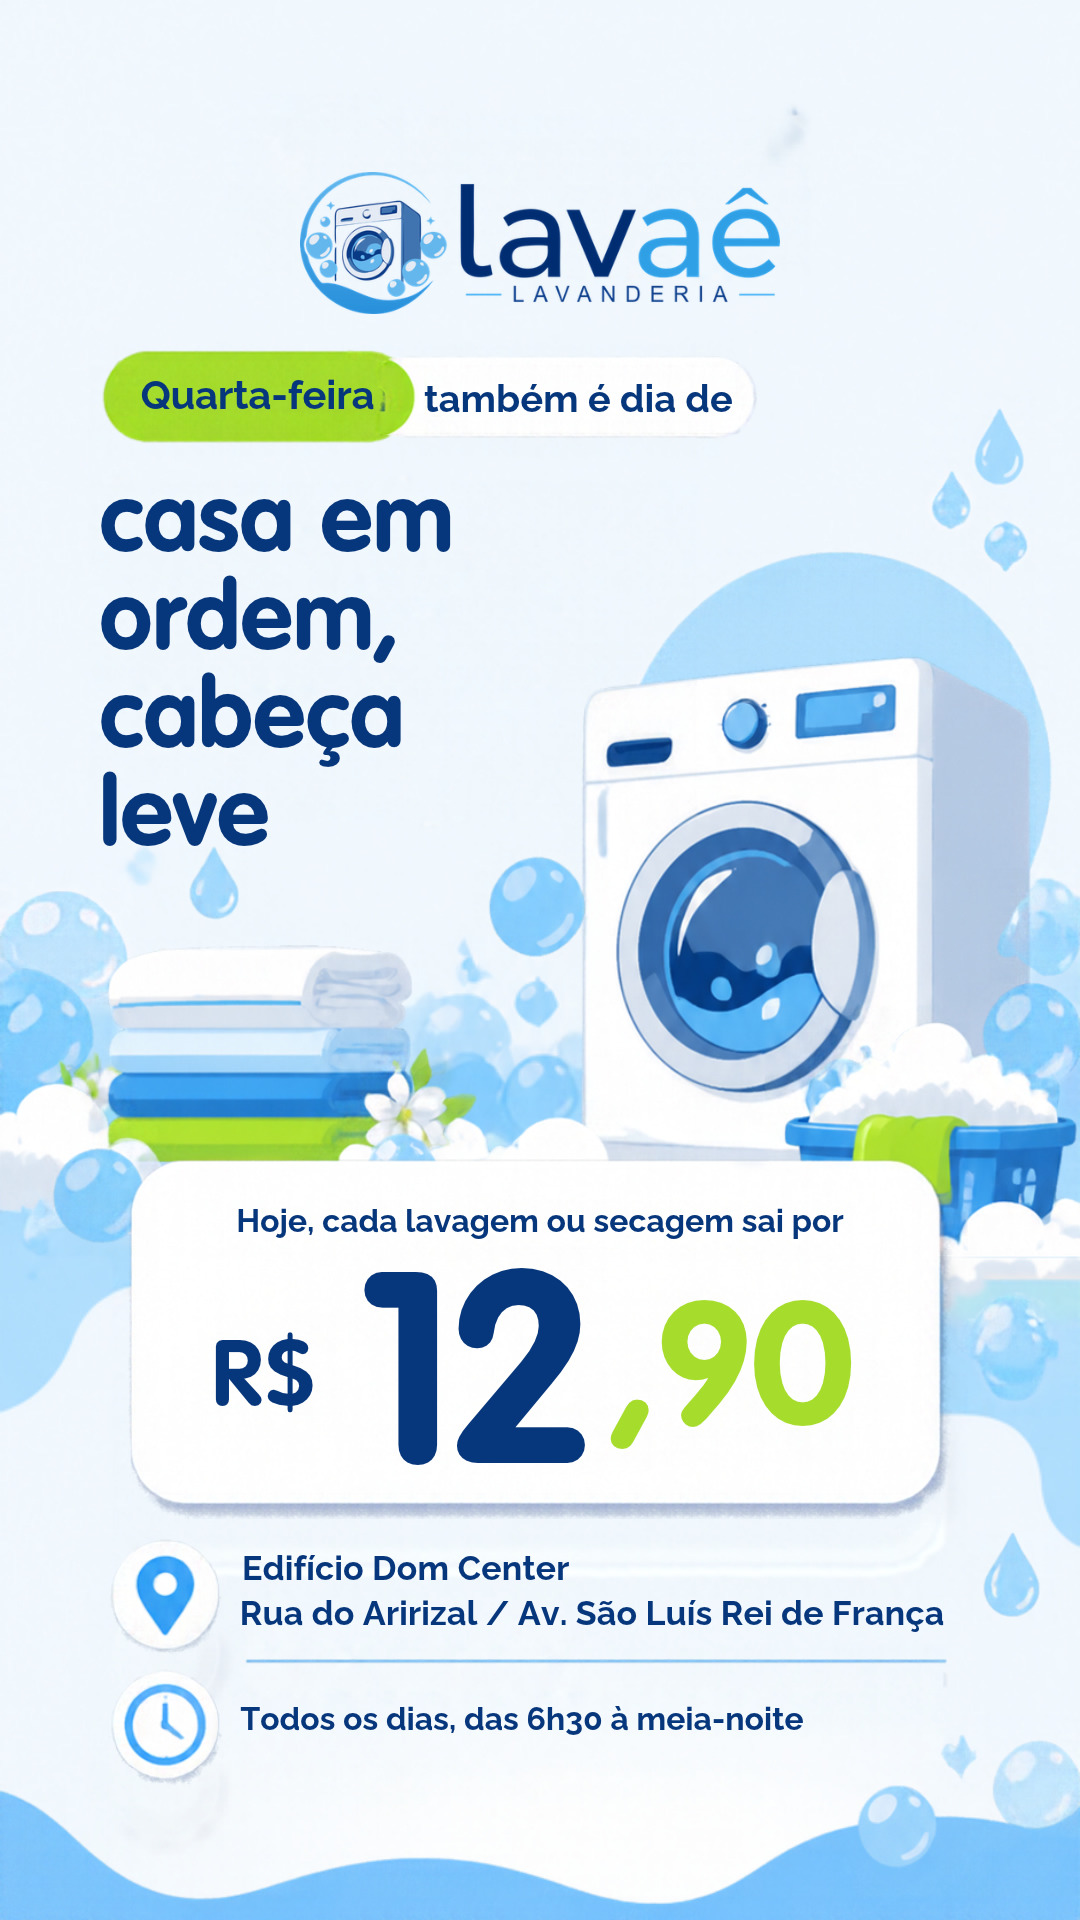 lavaê
LAVANDERIA
Quarta-feira também é dia de
casa em
ordem,
cabeça
leve
Hoje, cada lavagem ou secagem sai por
R$ 12,90
Edifício Dom Center
Rua do Aririzal / Av. São Luís Rei de França
Todos os dias, das 6h30 à meia-noite